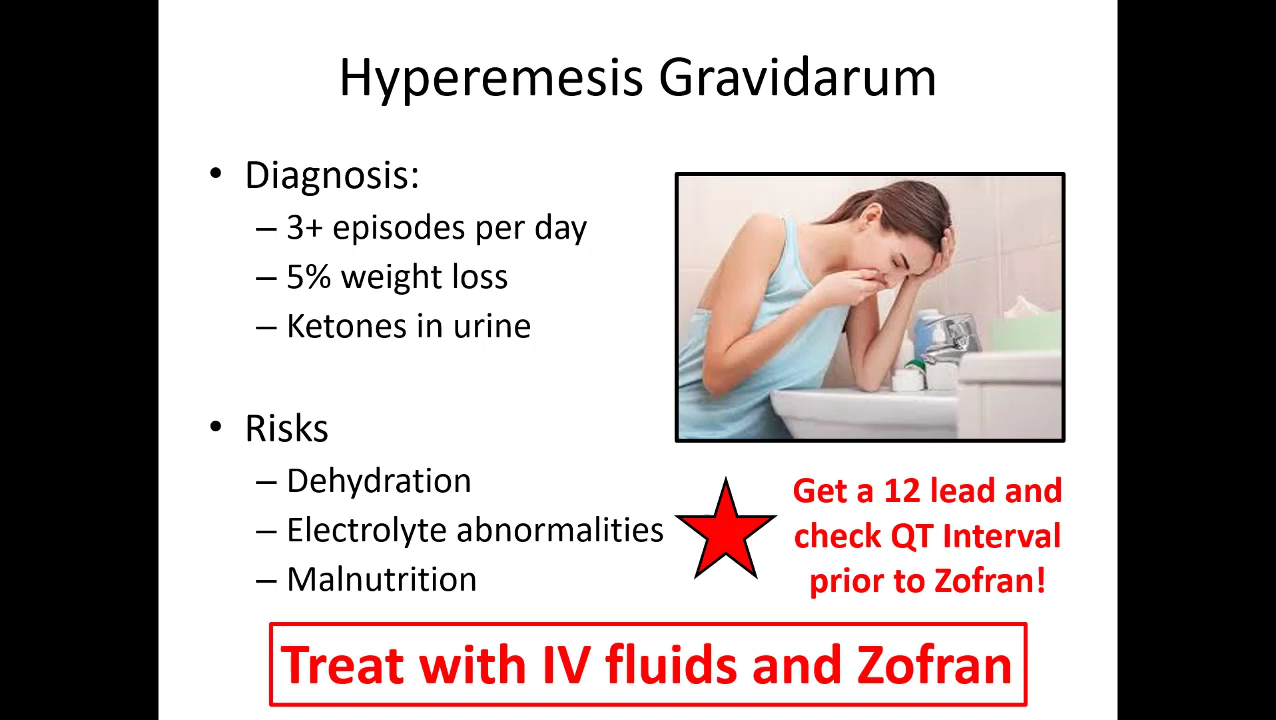 Hyperemesis Gravidarum
• Diagnosis:
– 3+ episodes per day
– 5% weight loss
– Ketones in urine
• Risks
– Dehydration
– Electrolyte abnormalities
– Malnutrition
Get a 12 lead and
check QT Interval
prior to Zofran!
Treat with IV fluids and Zofran